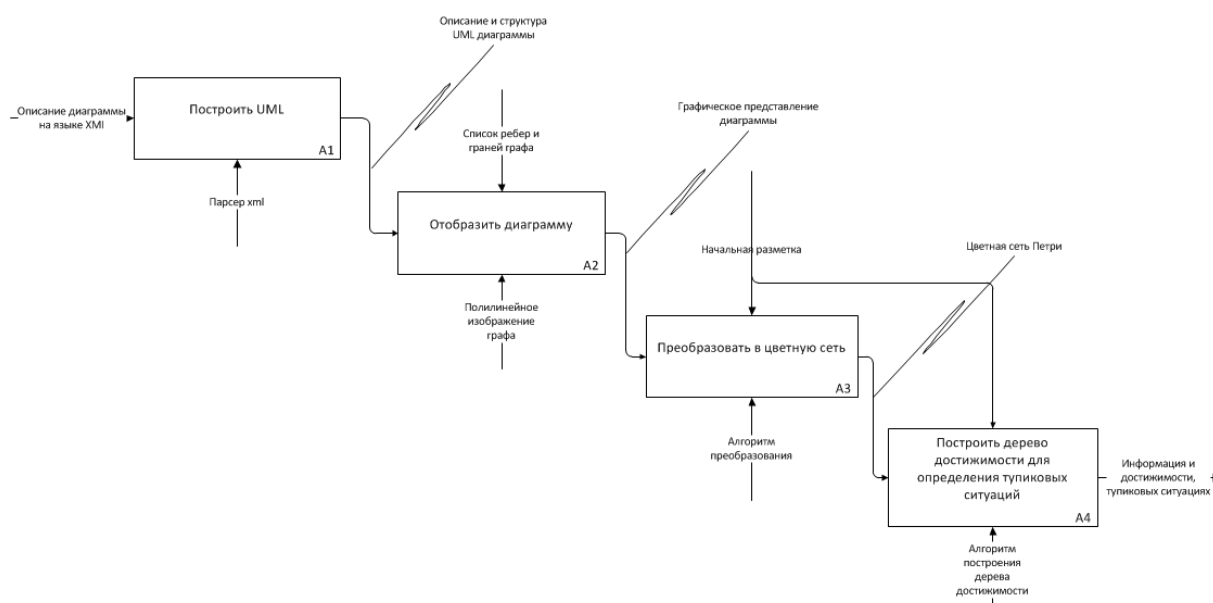 Описание и структура
UML диаграммы
Построить UML
A1
Описание диаграммы
на языке XMI
Парсер xml
Список ребер и
граней графа
Графическое представление
диаграммы
Отобразить диаграмму
A2
Полилинейное
изображение
графа
Начальная разметка
Цветная сеть Петри
Преобразовать в цветную сеть
A3
Алгоритм
преобразования
Построить дерево
достижимости для
определения тупиковых
ситуаций
A4
Информация и
достижимости,
тупиковых ситуациях
Алгоритм
построения
дерева
достижимости